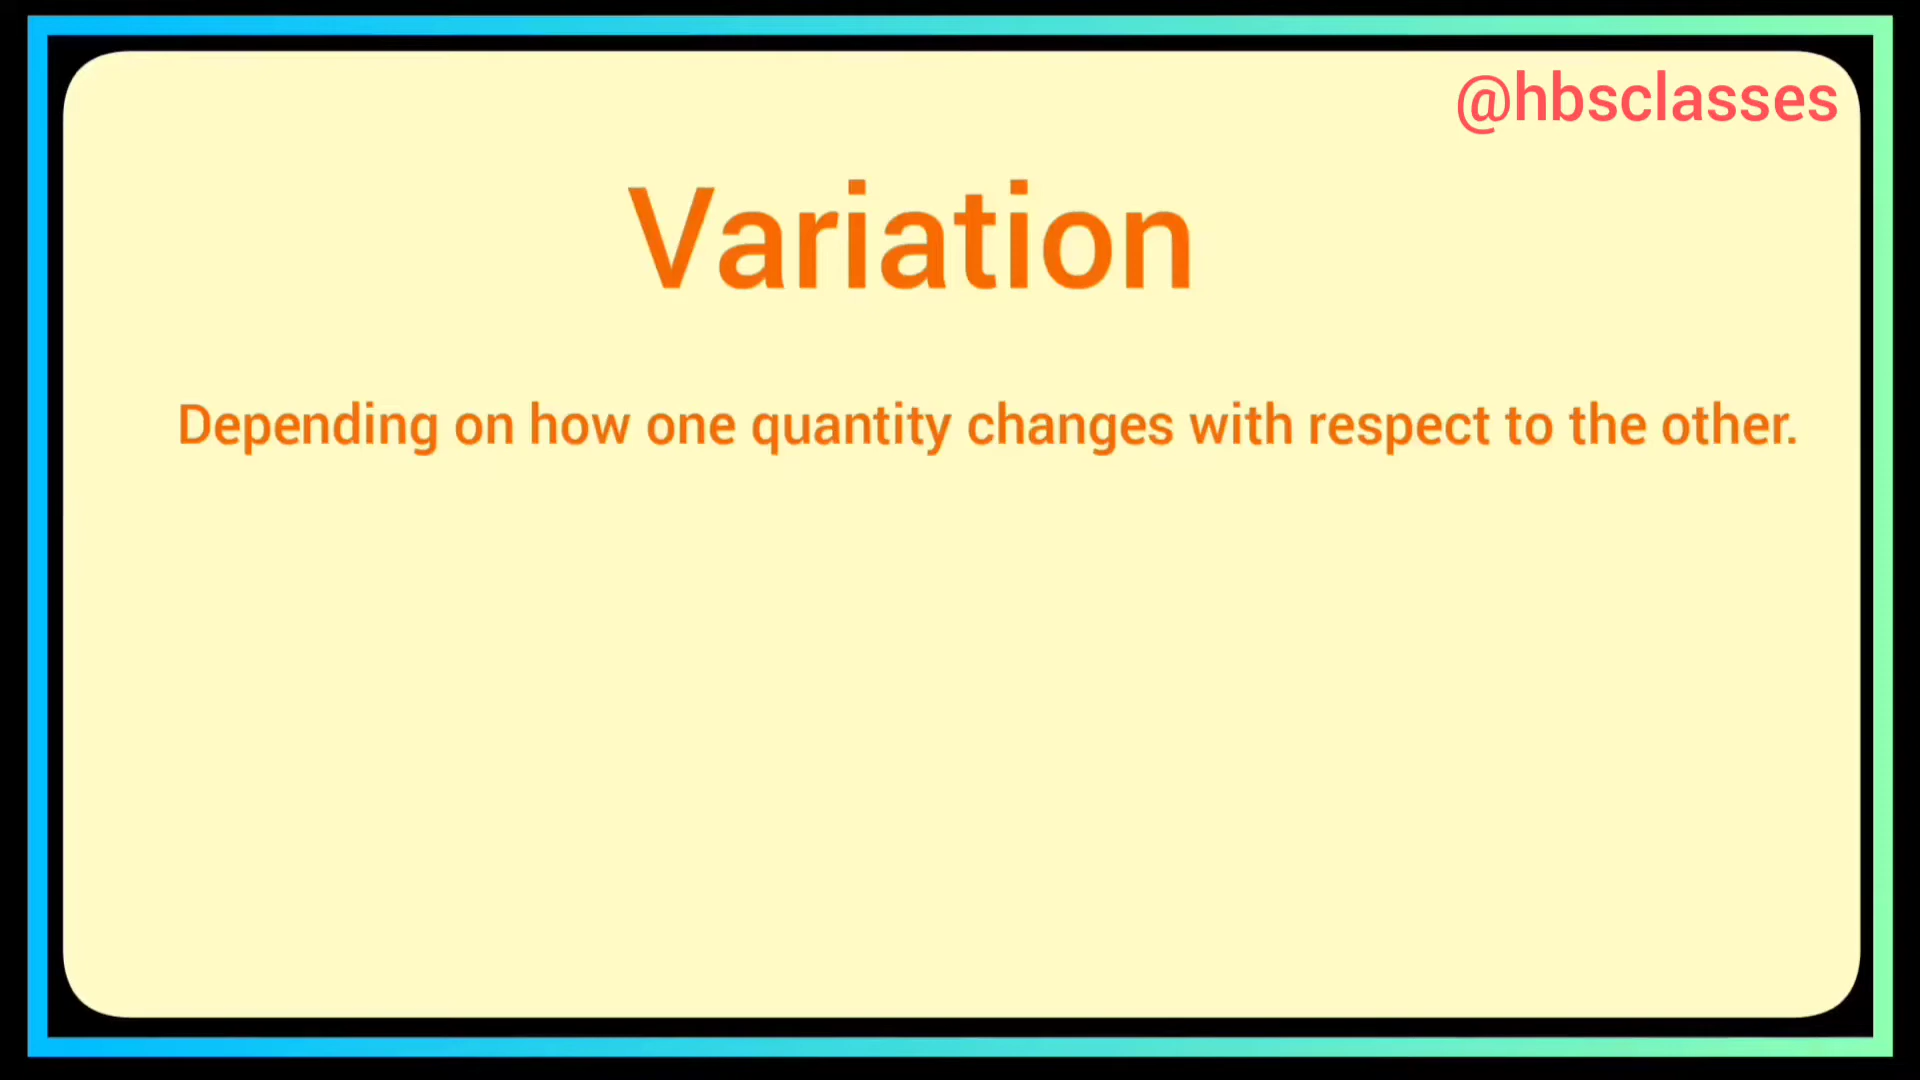 @hbsclasses
Variation
Depending on how one quantity changes with respect to the other.